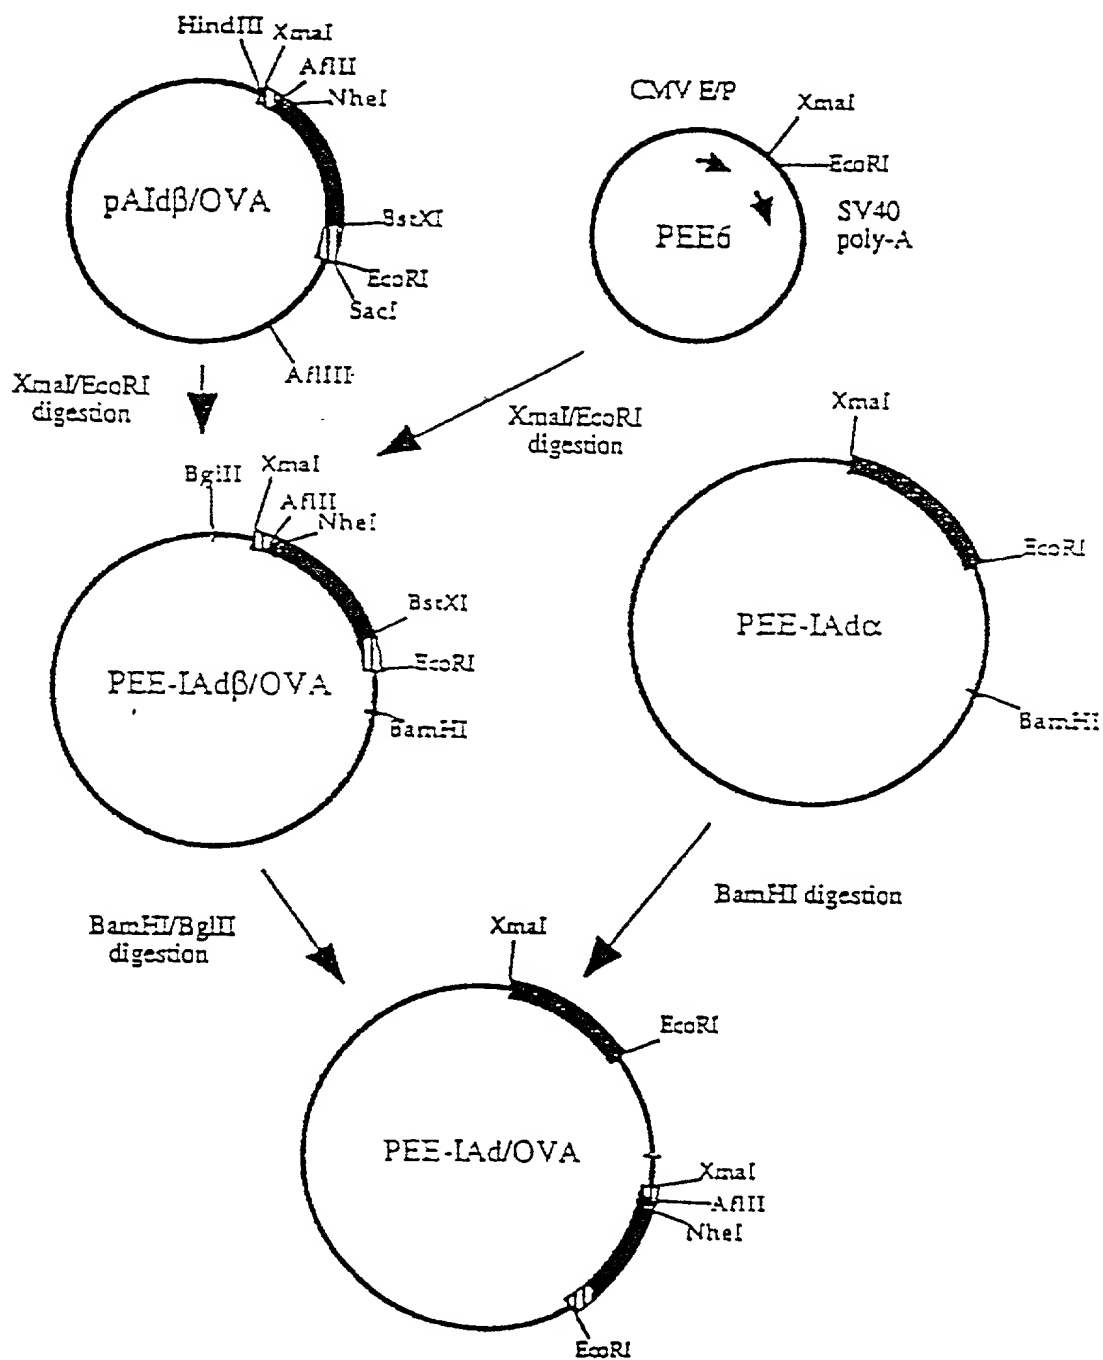 HindIII
XmaI
AflII
NheI
pAIdβ/OVA
BstXI
EcoRI
SacI
AflIII
CMV E/P
XmaI
EcoRI
SV40
poly-A
PEE6
XmaI/EcoRI
digestion
XmaI/EcoRI
digestion
BglII
XmaI
AflII
NheI
BstXI
EcoRI
PEE-IAdβ/OVA
BamHI
XmaI
EcoRI
PEE-IAdα
BamHI
BamHI/BglII
digestion
BamHI digestion
XmaI
EcoRI
PEE-IAd/OVA
XmaI
AflII
NheI
EcoRI